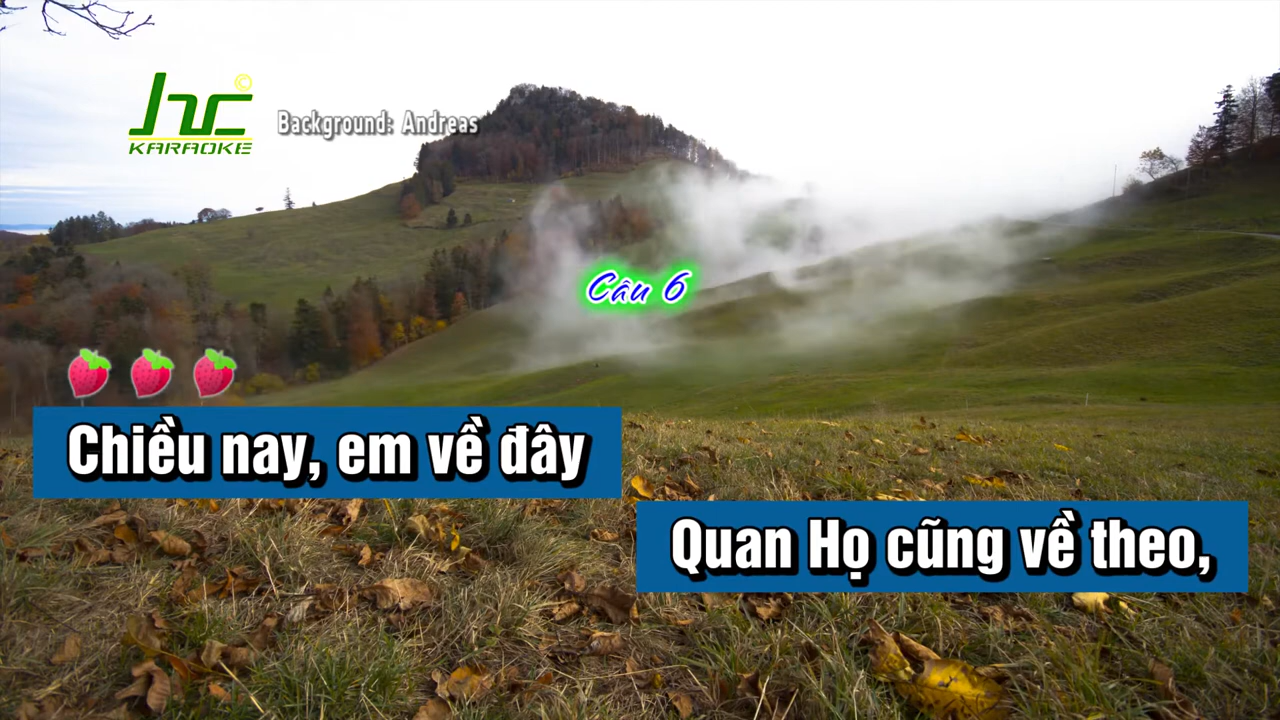 hc ©
KARAOKE
Background: Andreas
Câu 6
Chiều nay, em về đây
Quan Họ cũng về theo,